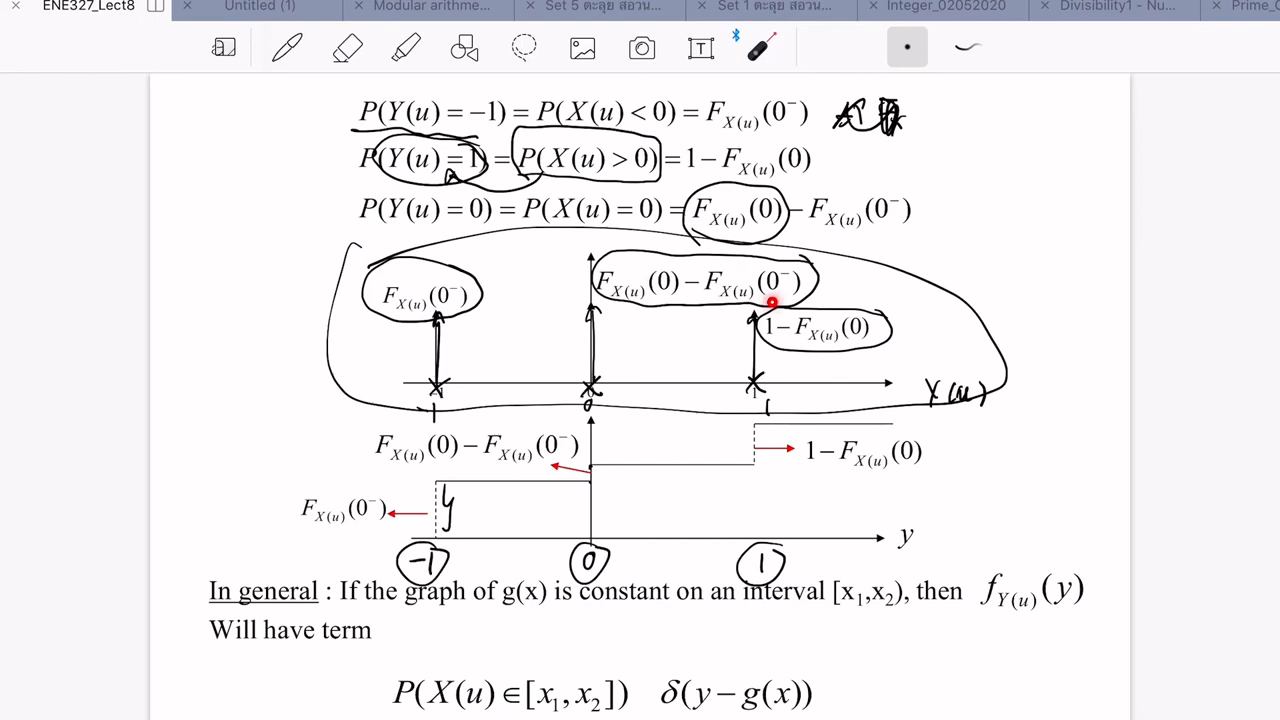 ENE327_Lect8 Untitled (1) Modular arithme... Set 5 ตะลุย สอวน... Set 1 ตะลุย สอวน... Integer_02052020 Divisibility1 - Nu... Prime_C
T
P(Y(u) = −1) = P(X(u) < 0) = F_{X(u)}(0⁻)
P(Y(u) = 1) = P(X(u) > 0) = 1 − F_{X(u)}(0)
P(Y(u) = 0) = P(X(u) = 0) = F_{X(u)}(0) − F_{X(u)}(0⁻)
F_{X(u)}(0⁻) F_{X(u)}(0) − F_{X(u)}(0⁻)
1 − F_{X(u)}(0)
-1 0 1 X(u)
F_{X(u)}(0) − F_{X(u)}(0⁻) 1 − F_{X(u)}(0)
F_{X(u)}(0⁻) y
-1 0 1 y
In general : If the graph of g(x) is constant on an interval [x₁,x₂), then f_{Y(u)}(y)
Will have term
P(X(u) ∈ [x₁, x₂]) δ(y − g(x))